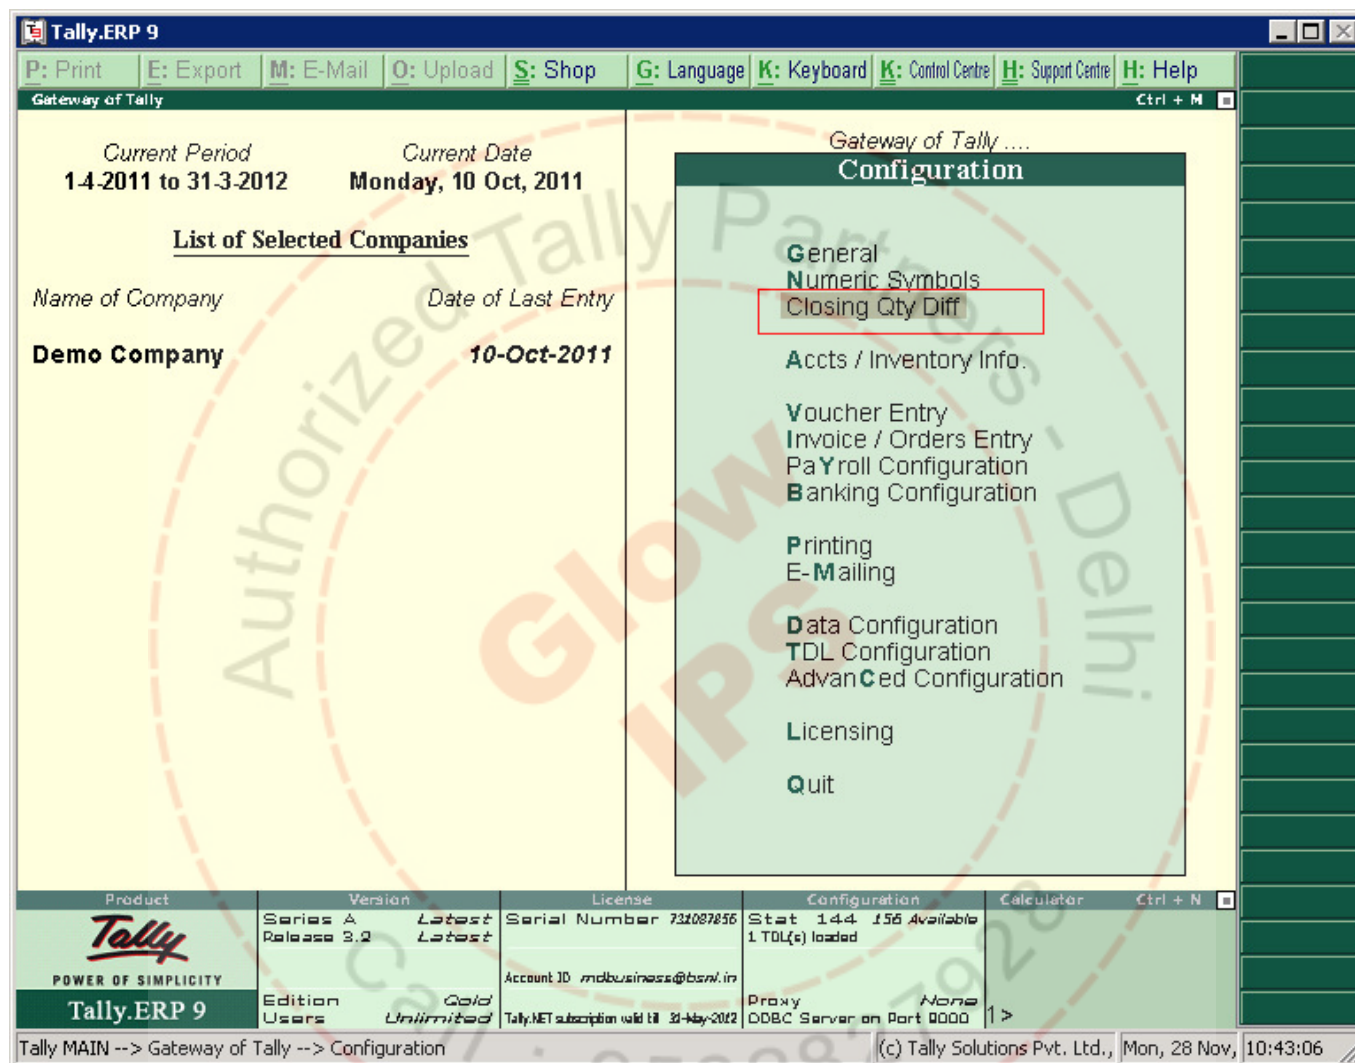 Tally.ERP 9
P: Print E: Export M: E-Mail O: Upload S: Shop G: Language K: Keyboard K: Control Centre H: Support Centre H: Help
Gateway of Tally Ctrl + M
Current Period Current Date
1-4-2011 to 31-3-2012 Monday, 10 Oct, 2011
List of Selected Companies
Name of Company Date of Last Entry
Demo Company 10-Oct-2011
Gateway of Tally ....
Configuration
General
Numeric Symbols
Closing Qty Diff
Accts / Inventory Info.
Voucher Entry
Invoice / Orders Entry
PaYroll Configuration
Banking Configuration
Printing
E-Mailing
Data Configuration
TDL Configuration
AdvanCed Configuration
Licensing
Quit
Authorized Tally Partners - Delhi
Glow
IPS
Product Version License Configuration Calculator Ctrl + N
Tally
POWER OF SIMPLICITY
Tally.ERP 9
Series A Latest
Release 3.2 Latest
Edition Gold
Users Unlimited
Serial Number 731087856
Account ID mdbusiness@bsnl.in
Tally.NET subscription valid till 31-May-2012
Stat 144 156 Available
1 TDL(s) loaded
Proxy None
ODBC Server on Port 9000
1 >
Tally MAIN --> Gateway of Tally --> Configuration (c) Tally Solutions Pvt. Ltd., Mon, 28 Nov, 10:43:06